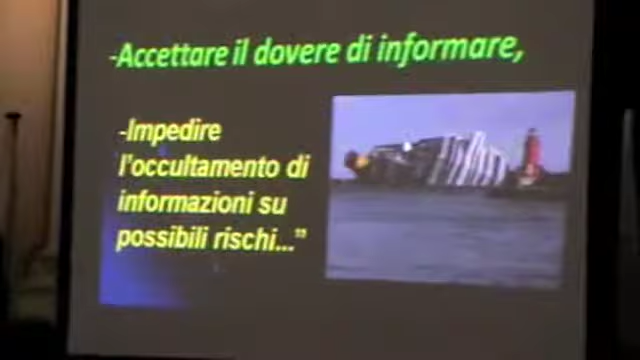 -Accettare il dovere di informare,
-Impedire
l'occultamento di
informazioni su
possibili rischi..."